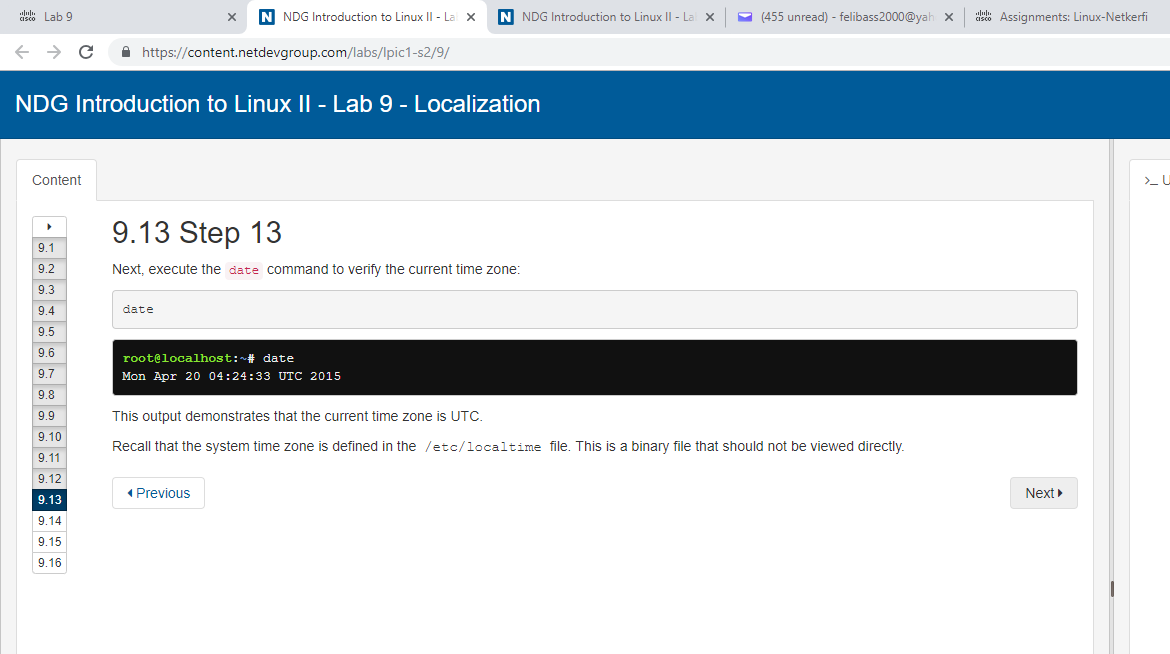 Lab 9
NDG Introduction to Linux II - La
NDG Introduction to Linux II - La
(455 unread) - felibass2000@yah
Assignments: Linux-Netkerfi
https://content.netdevgroup.com/labs/lpic1-s2/9/
NDG Introduction to Linux II - Lab 9 - Localization
Content
>_ U
9.1
9.2
9.3
9.4
9.5
9.6
9.7
9.8
9.9
9.10
9.11
9.12
9.13
9.14
9.15
9.16
9.13 Step 13
Next, execute the date command to verify the current time zone:
date
root@localhost:~# date
Mon Apr 20 04:24:33 UTC 2015
This output demonstrates that the current time zone is UTC.
Recall that the system time zone is defined in the /etc/localtime file. This is a binary file that should not be viewed directly.
Previous
Next